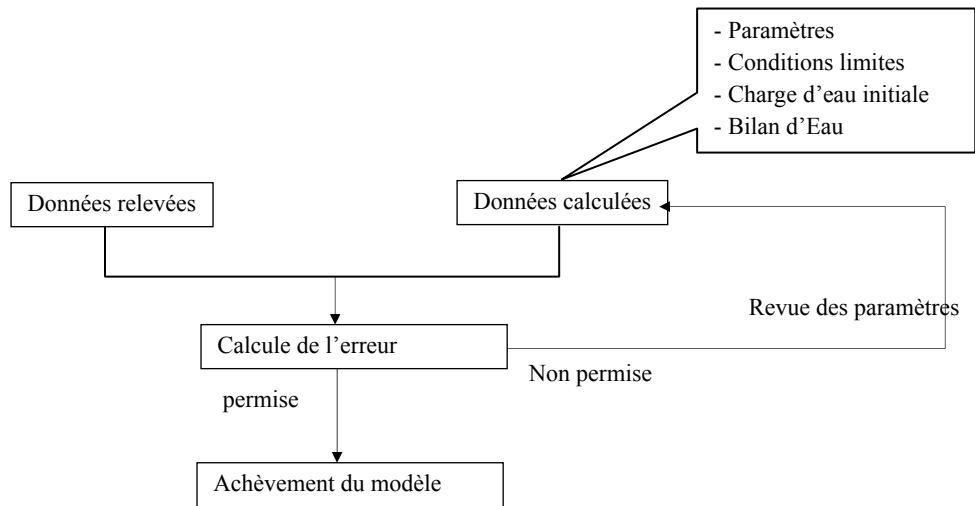 - Paramètres
- Conditions limites
- Charge d’eau initiale
- Bilan d’Eau
Données relevées
Données calculées
Revue des paramètres
Calcule de l’erreur
Non permise
permise
Achèvement du modèle